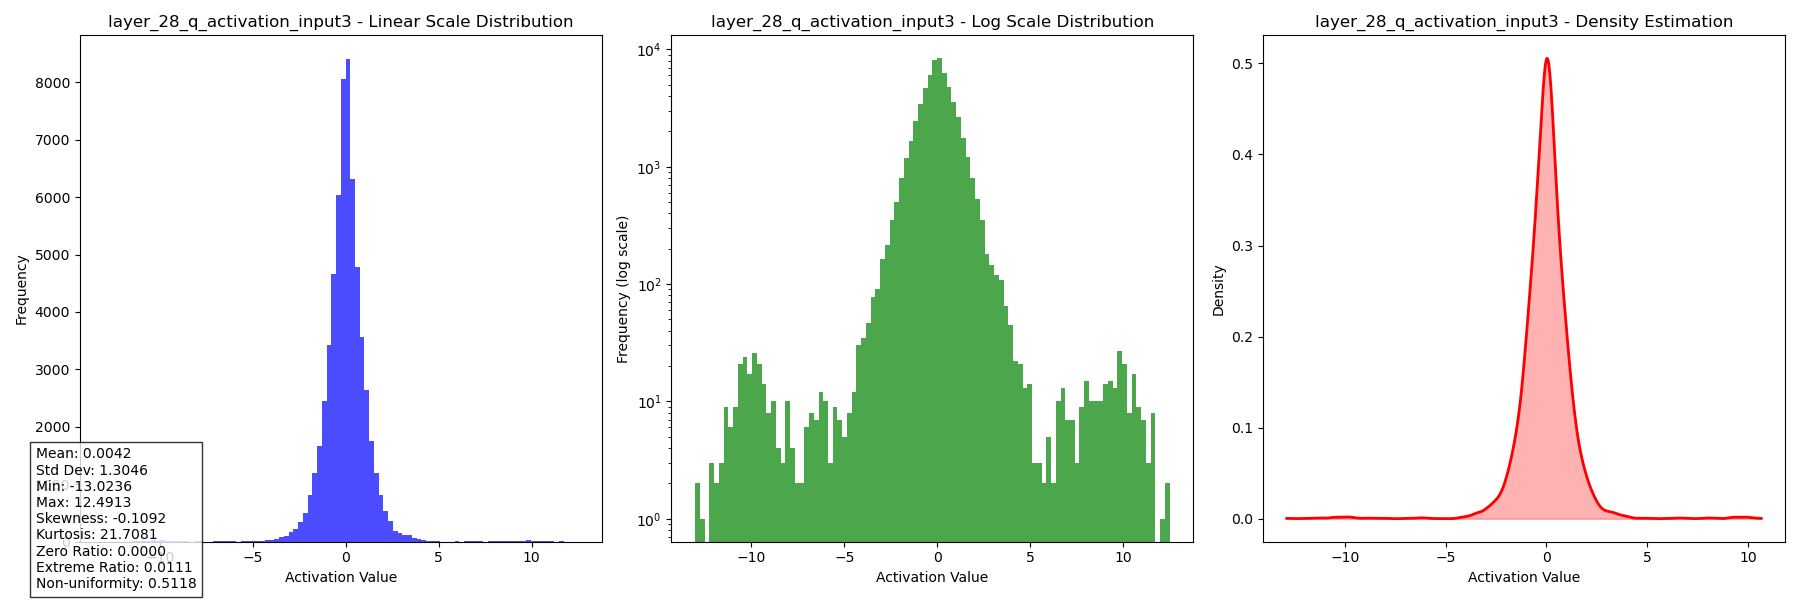 layer_28_q_activation_input3 - Linear Scale Distribution
Frequency
8000
7000
6000
5000
4000
3000
2000
Mean: 0.0042
Std Dev: 1.3046
Min: -13.0236
Max: 12.4913
Skewness: -0.1092
Kurtosis: 21.7081
Zero Ratio: 0.0000
Extreme Ratio: 0.0111
Non-uniformity: 0.5118
−5 0 5 10
Activation Value
layer_28_q_activation_input3 - Log Scale Distribution
Frequency (log scale)
10⁴
10³
10²
10¹
10⁰
−10 −5 0 5 10
Activation Value
layer_28_q_activation_input3 - Density Estimation
Density
0.5
0.4
0.3
0.2
0.1
0.0
−10 −5 0 5 10
Activation Value